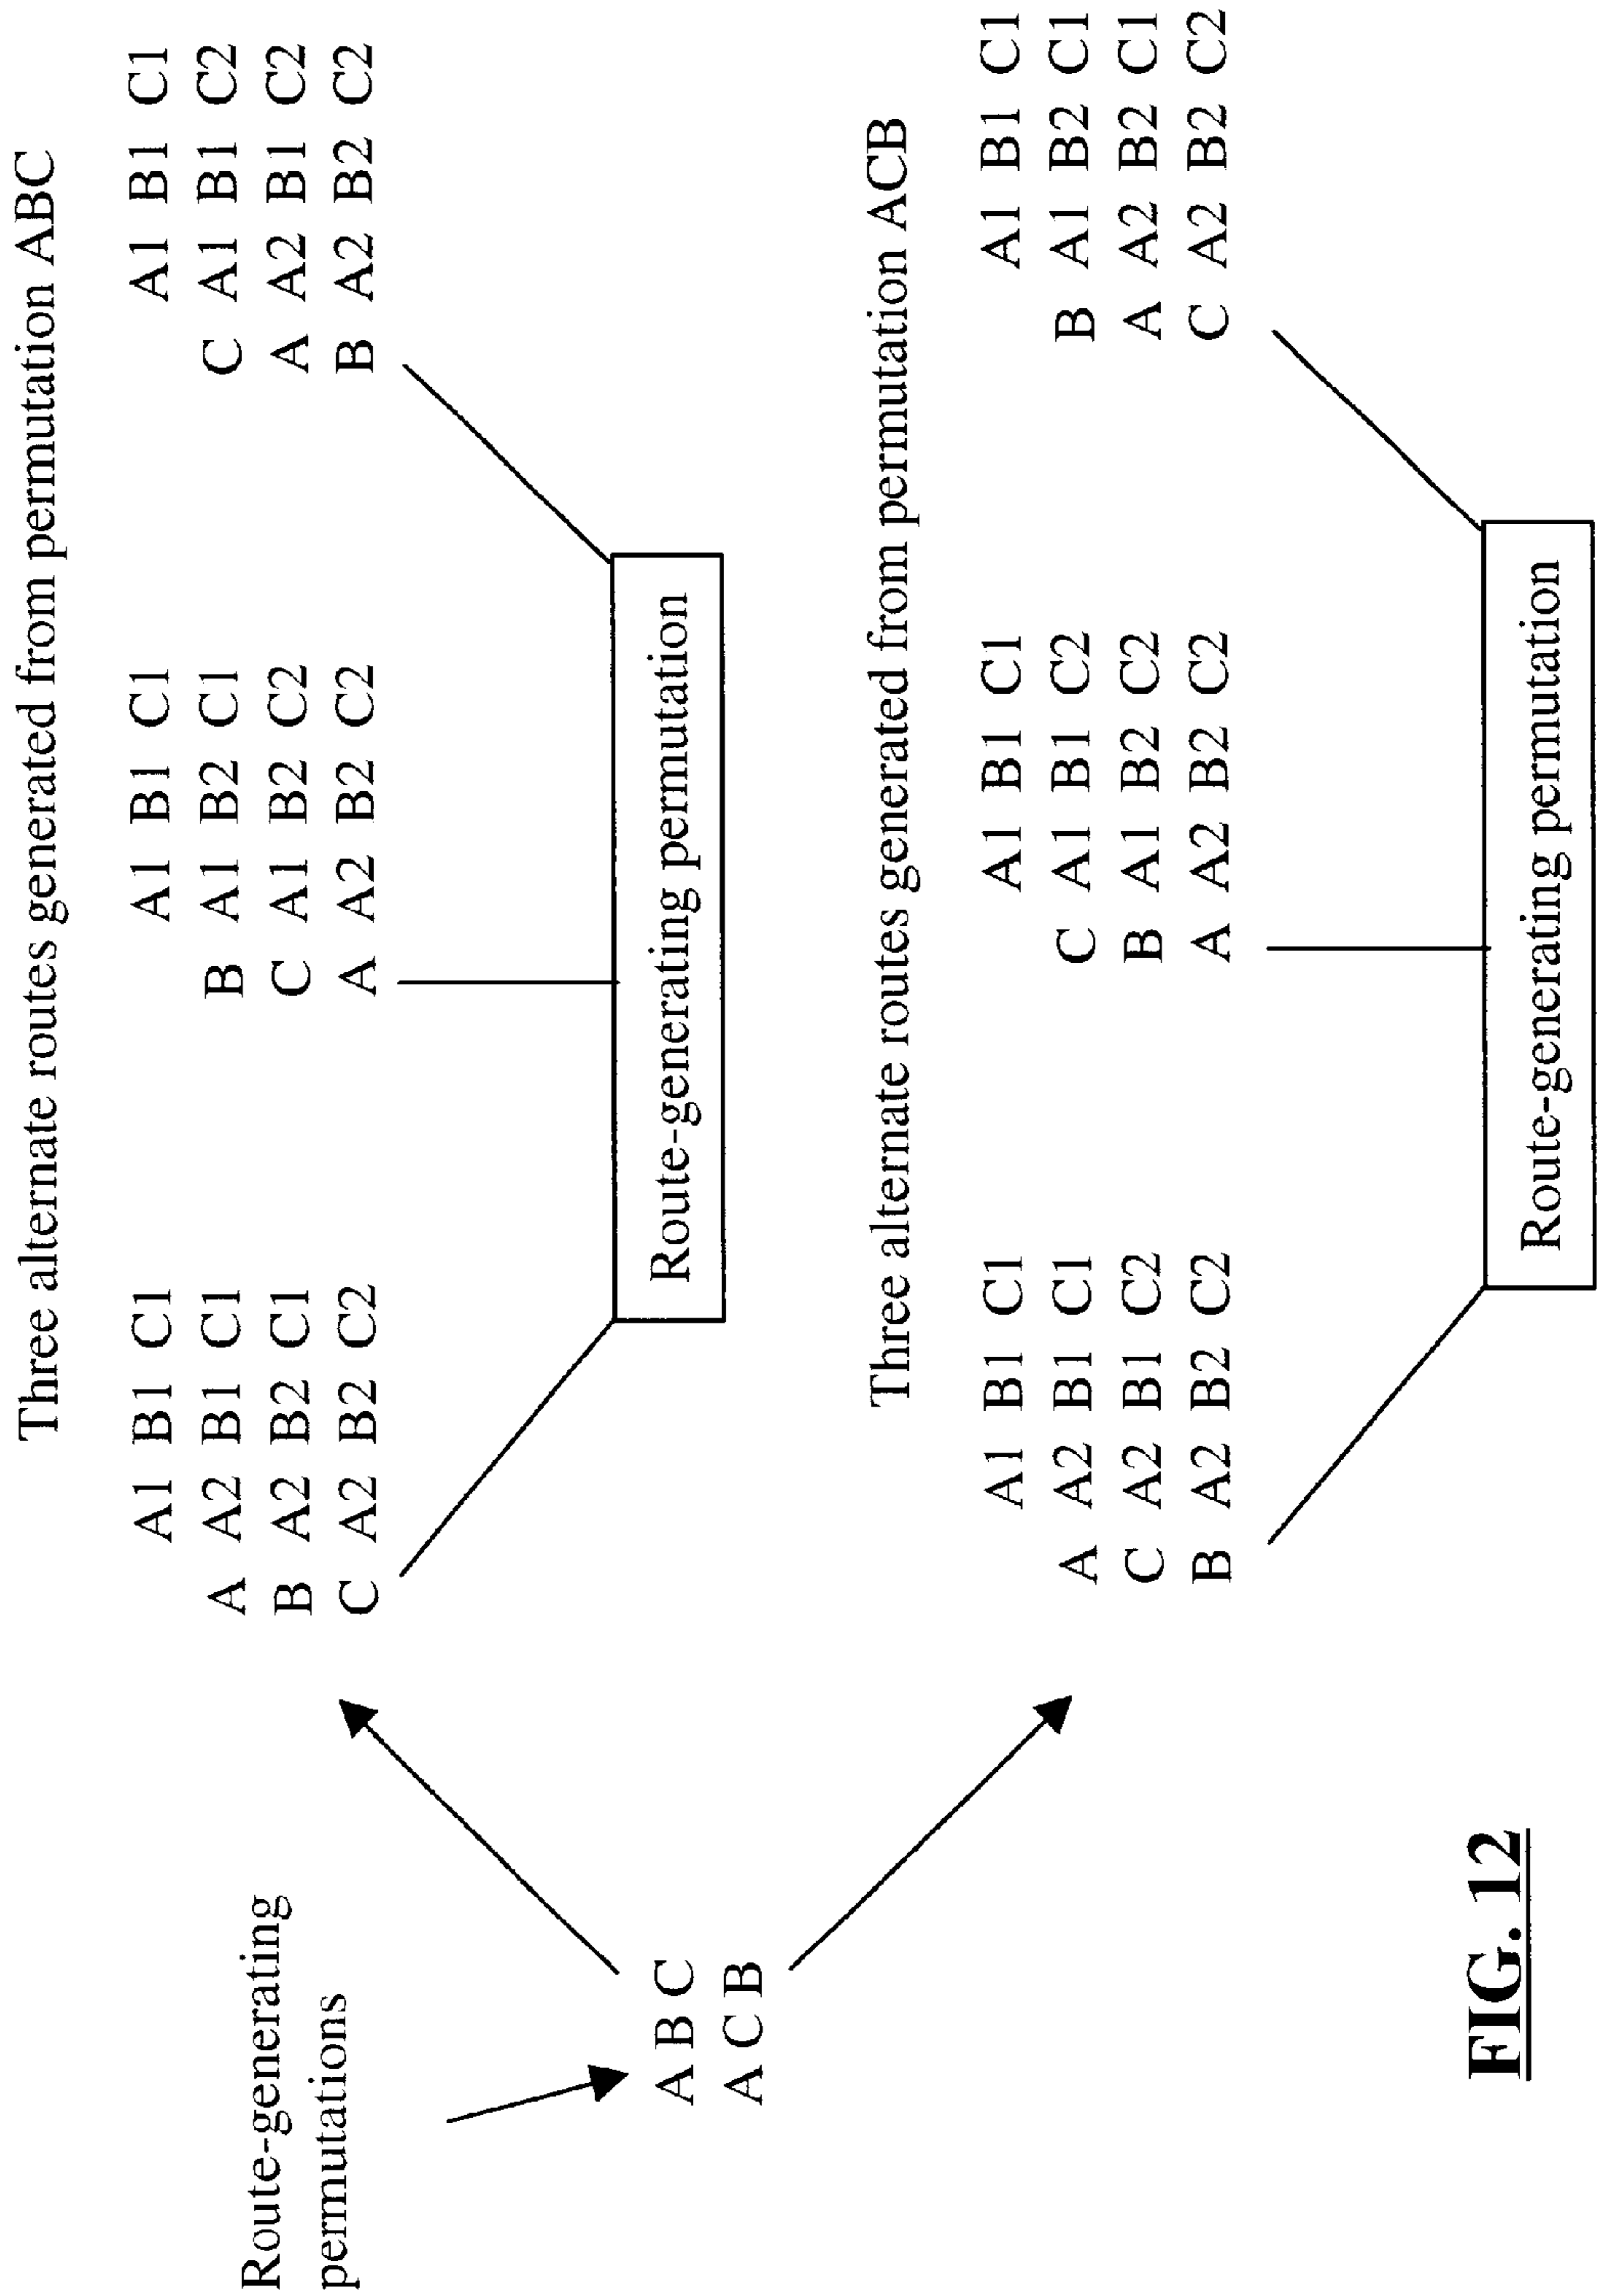 Three alternate routes generated from permutation ABC
A1 B1 C1
A A2 B1 C1
B A2 B2 C1
C A2 B2 C2
A1 B1 C1
B A1 B2 C1
C A1 B2 C2
A A2 B2 C2
A1 B1 C1
C A1 B1 C2
A A2 B1 C2
B A2 B2 C2
Route-generating permutation
Route-generating
permutations
A B C
A C B
Three alternate routes generated from permutation ACB
A1 B1 C1
A A2 B1 C1
C A2 B1 C2
B A2 B2 C2
A1 B1 C1
C A1 B1 C2
B A1 B2 C2
A A2 B2 C2
A1 B1 C1
B A1 B2 C1
A A2 B2 C1
C A2 B2 C2
Route-generating permutation
FIG. 12